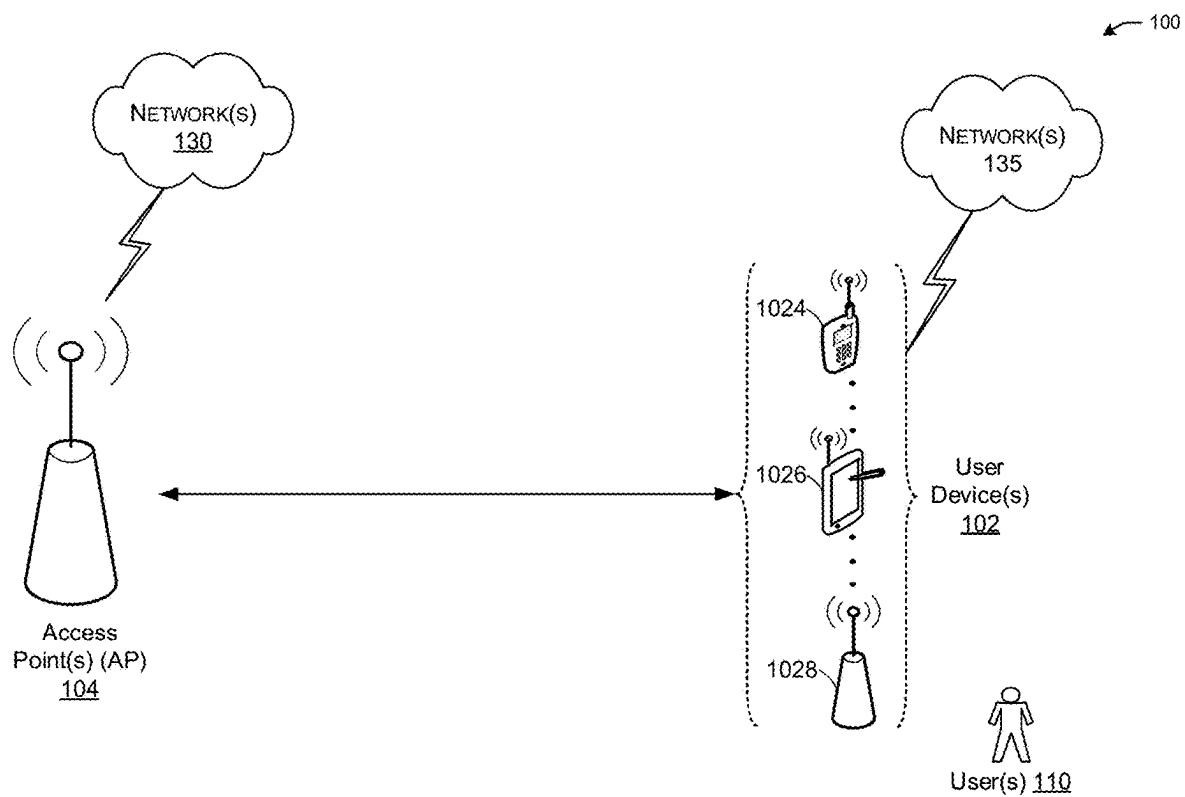 100
NETWORK(S)
130
NETWORK(S)
135
1024
1026
User
Device(s)
102
Access
Point(s) (AP)
104
1028
User(s) 110